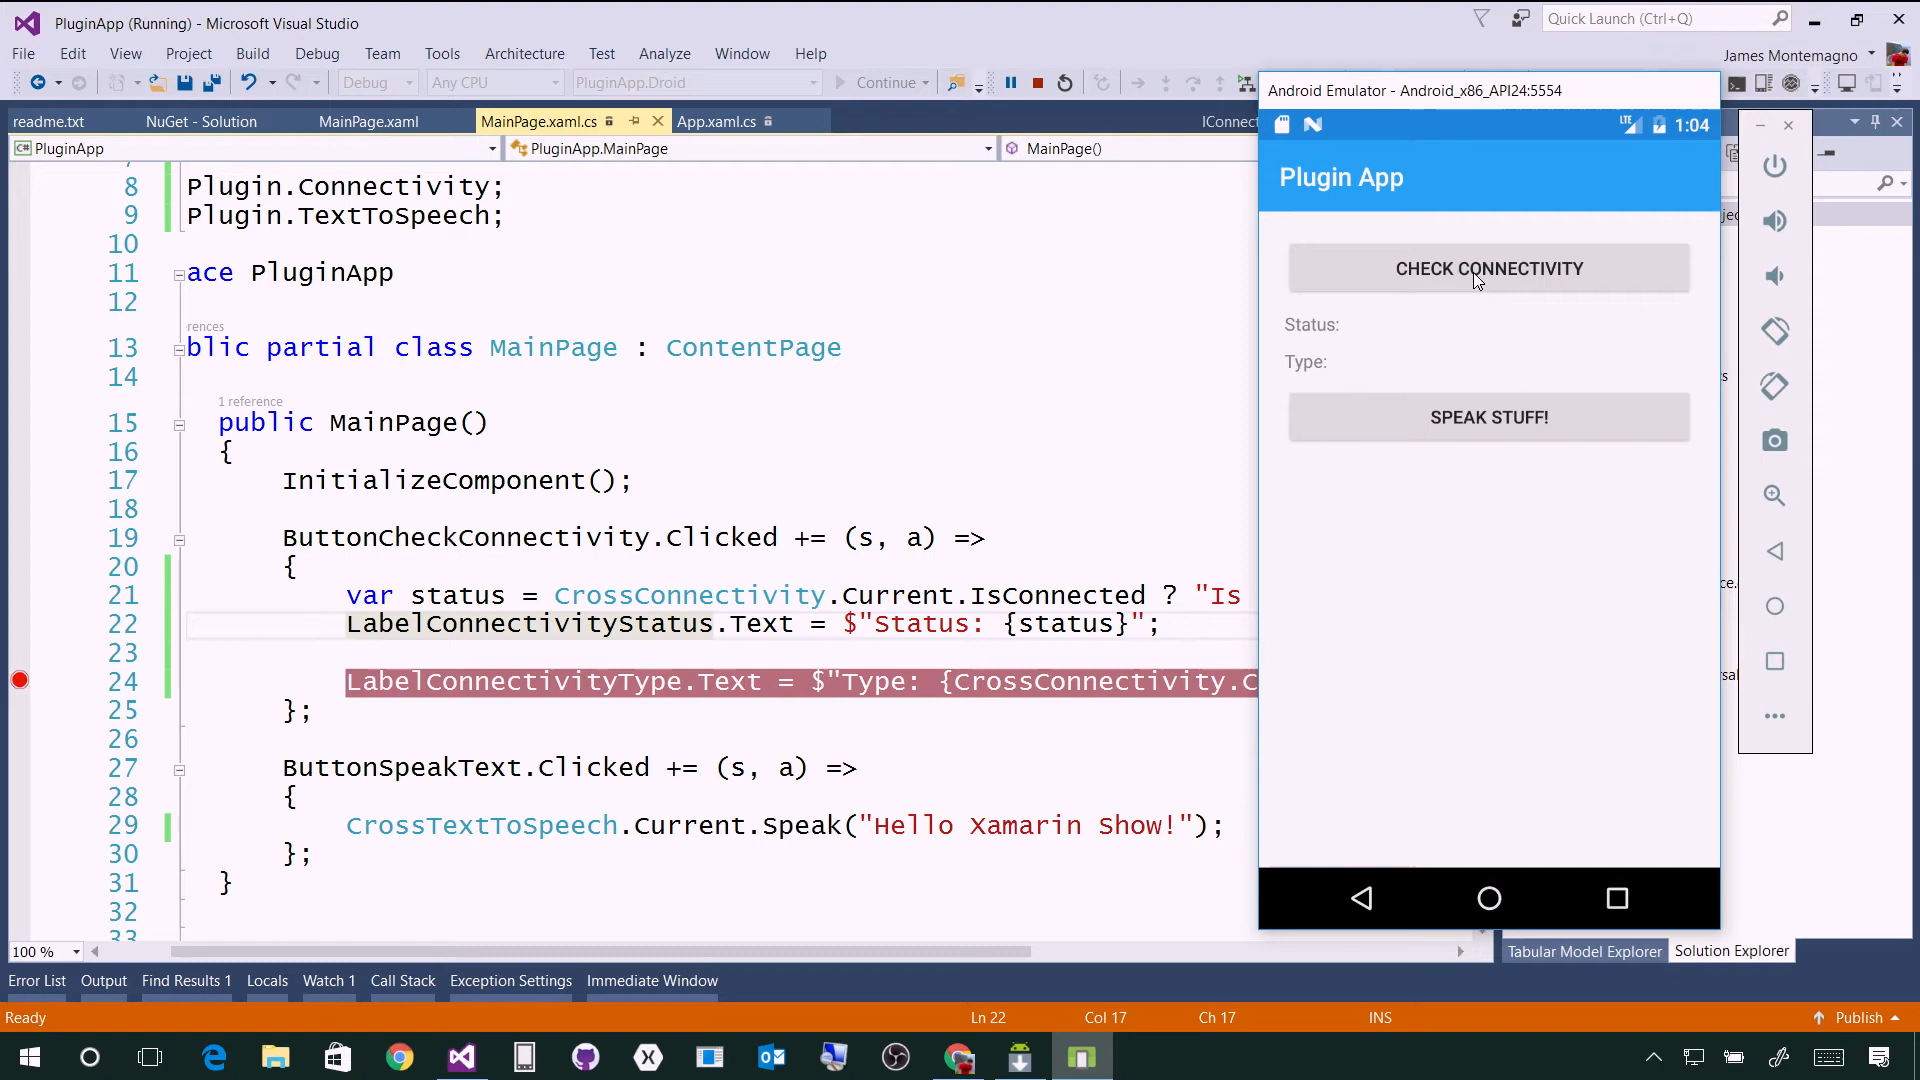 PluginApp (Running) - Microsoft Visual Studio
Quick Launch (Ctrl+Q)
File Edit View Project Build Debug Team Tools Architecture Test Analyze Window Help
James Montemagno
Debug Any CPU PluginApp.Droid Continue
readme.txt NuGet - Solution MainPage.xaml MainPage.xaml.cs App.xaml.cs IConnect
PluginApp PluginApp.MainPage MainPage()
8 Plugin.Connectivity;
9 Plugin.TextToSpeech;
10
11 ace PluginApp
12
rences
13 blic partial class MainPage : ContentPage
14
1 reference
15 public MainPage()
16 {
17 InitializeComponent();
18
19 ButtonCheckConnectivity.Clicked += (s, a) =>
20 {
21 var status = CrossConnectivity.Current.IsConnected ? "Is
22 LabelConnectivityStatus.Text = $"Status: {status}";
23
24 LabelConnectivityType.Text = $"Type: {CrossConnectivity.C
25 };
26
27 ButtonSpeakText.Clicked += (s, a) =>
28 {
29 CrossTextToSpeech.Current.Speak("Hello Xamarin Show!");
30 };
31 }
32
33
Android Emulator - Android_x86_API24:5554
LTE 1:04
Plugin App
CHECK CONNECTIVITY
Status:
Type:
SPEAK STUFF!
100 %
Tabular Model Explorer Solution Explorer
Error List Output Find Results 1 Locals Watch 1 Call Stack Exception Settings Immediate Window
Ready Ln 22 Col 17 Ch 17 INS Publish